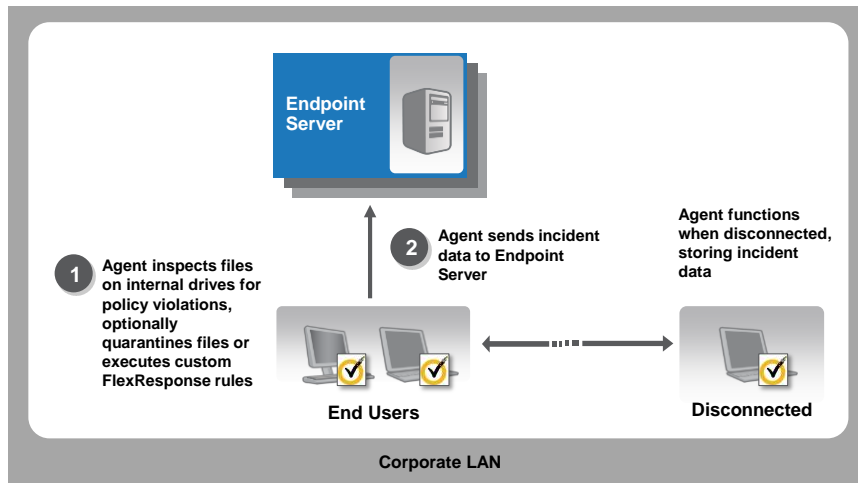 Endpoint
Server
1
Agent inspects files
on internal drives for
policy violations,
optionally
quarantines files or
executes custom
FlexResponse rules
2
Agent sends incident
data to Endpoint
Server
Agent functions
when disconnected,
storing incident
data
End Users
Disconnected
Corporate LAN